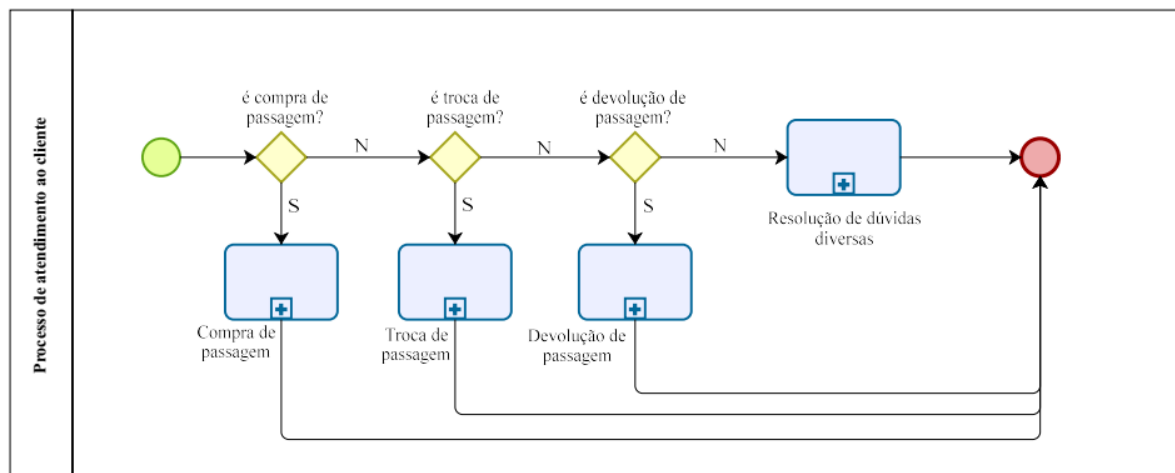 Processo de atendimento ao cliente
é compra de
passagem?
é troca de
passagem?
é devolução de
passagem?
N
N
N
S
S
S
Resolução de dúvidas
diversas
Compra de
passagem
Troca de
passagem
Devolução de
passagem